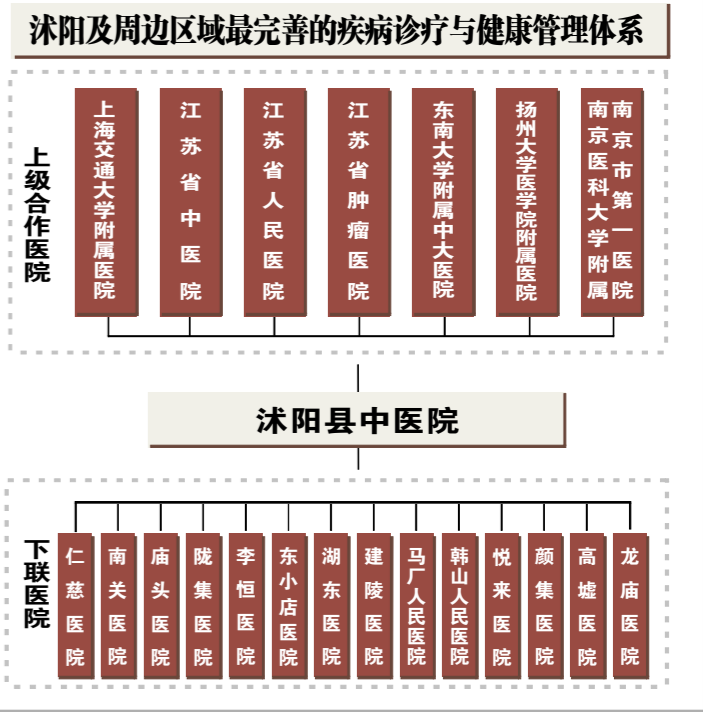 沭阳及周边区域最完善的疾病诊疗与健康管理体系
上级合作医院
上海交通大学附属医院
江苏省中医院
江苏省人民医院
江苏省肿瘤医院
东南大学附属中大医院
扬州大学医学院附属医院
南京医科大学附属
南京市第一医院
沭阳县中医院
下联医院
仁慈医院
南关医院
庙头医院
陇集医院
李恒医院
东小店医院
湖东医院
建陵医院
马厂人民医院
韩山人民医院
悦来医院
颜集医院
高墟医院
龙庙医院